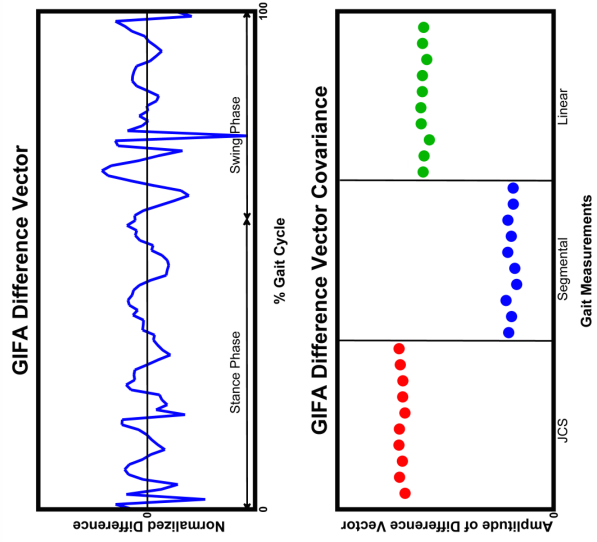 GIFA Difference Vector
Normalized Difference
0
Stance Phase
Swing Phase
0
100
% Gait Cycle
GIFA Difference Vector Covariance
Amplitude of Difference Vector
0
JCS
Segmental
Linear
Gait Measurements